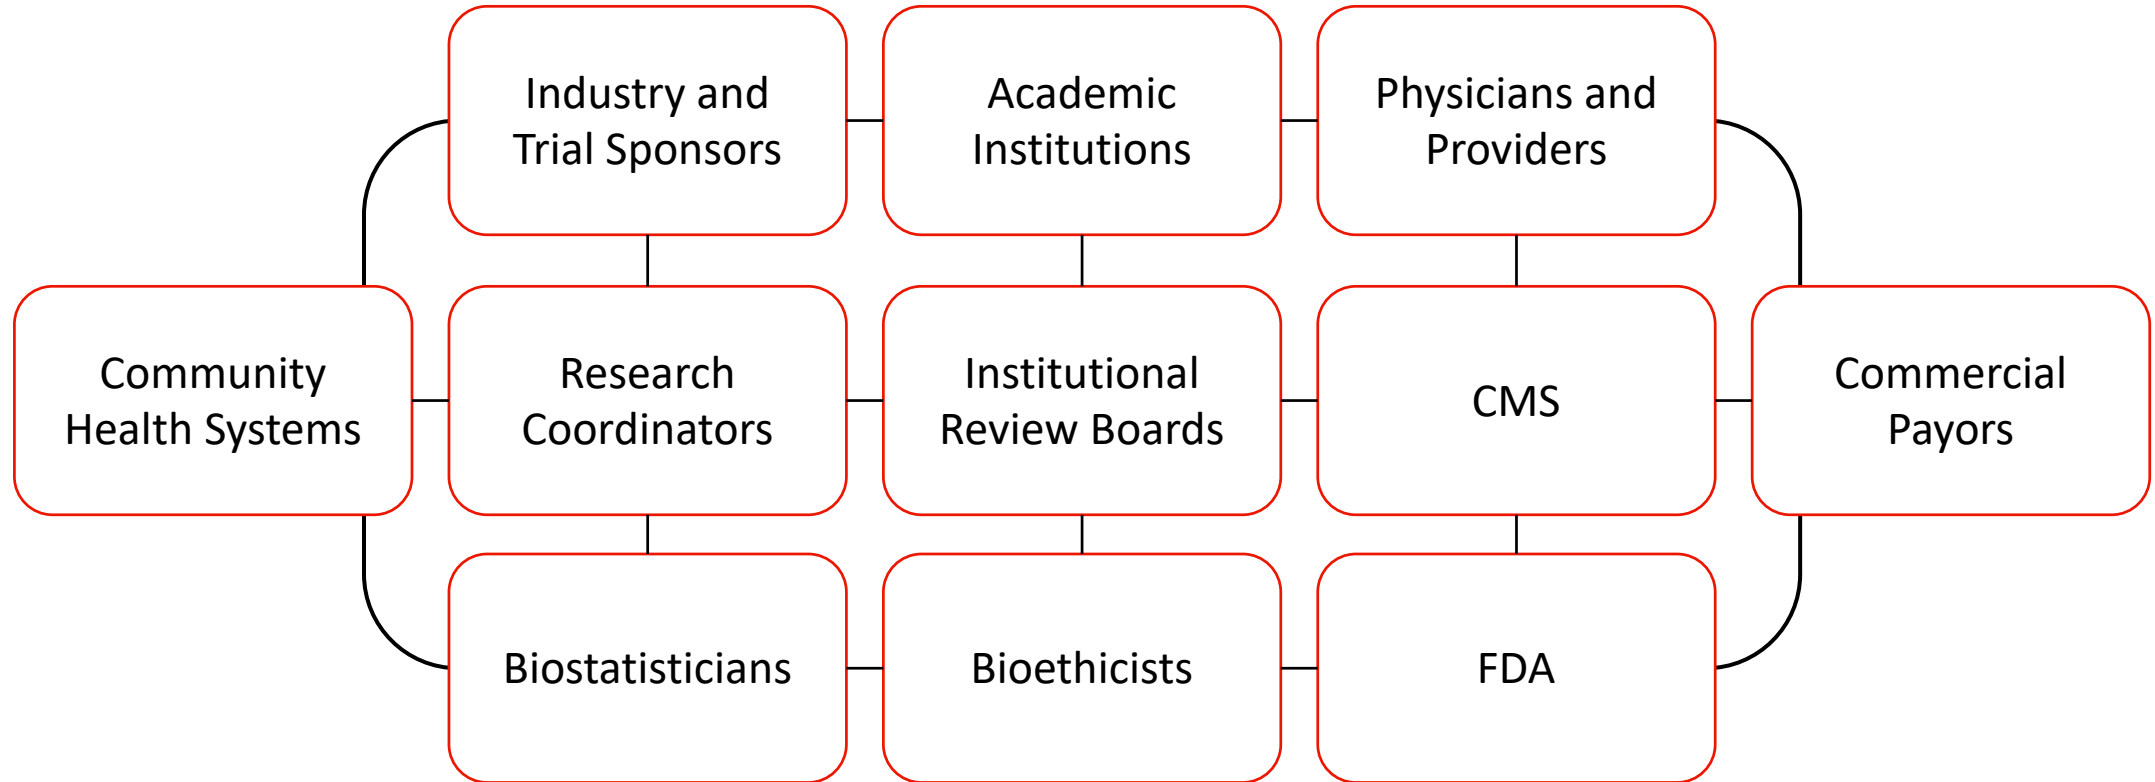 Industry and
Trial Sponsors
Academic
Institutions
Physicians and
Providers
Community
Health Systems
Research
Coordinators
Institutional
Review Boards
CMS
Commercial
Payors
Biostatisticians
Bioethicists
FDA